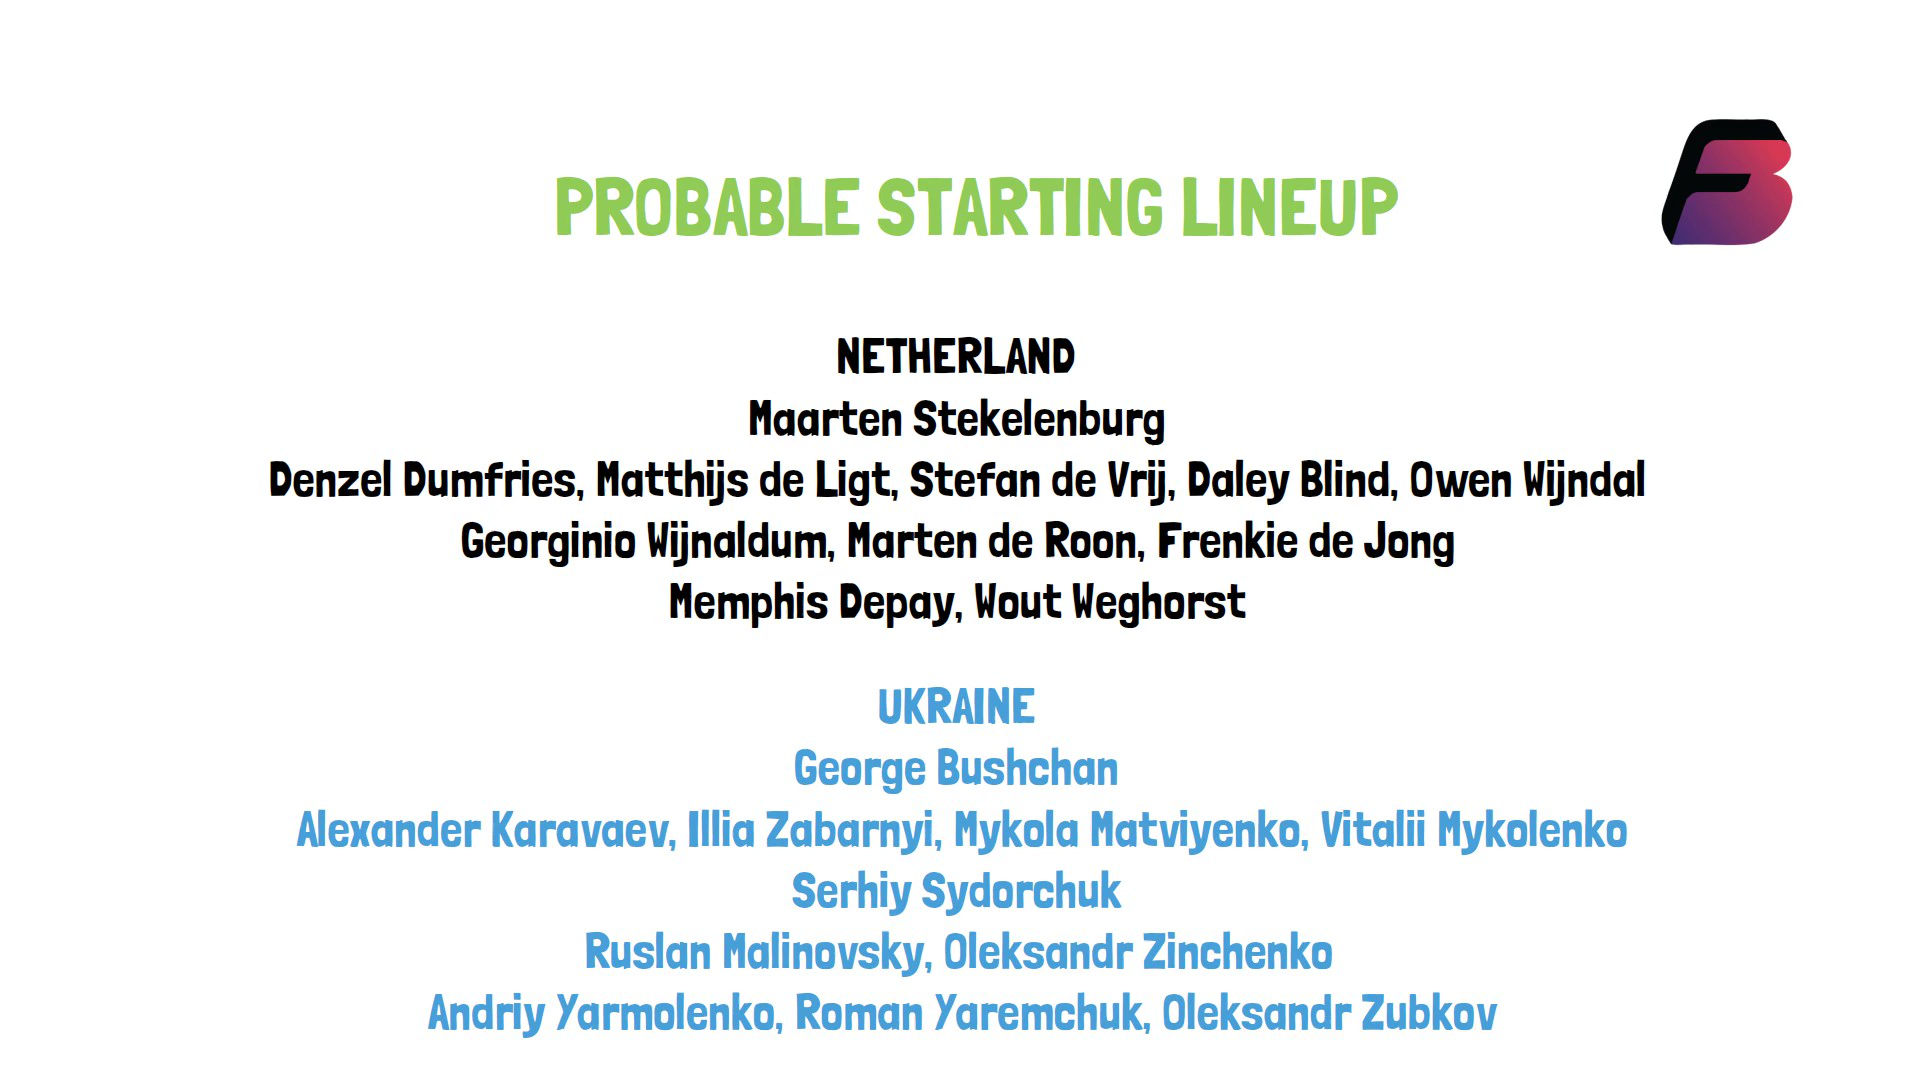 PROBABLE STARTING LINEUP
NETHERLAND
Maarten Stekelenburg
Denzel Dumfries, Matthijs de Ligt, Stefan de Vrij, Daley Blind, Owen Wijndal
Georginio Wijnaldum, Marten de Roon, Frenkie de Jong
Memphis Depay, Wout Weghorst
UKRAINE
George Bushchan
Alexander Karavaev, Illia Zabarnyi, Mykola Matviyenko, Vitalii Mykolenko
Serhiy Sydorchuk
Ruslan Malinovsky, Oleksandr Zinchenko
Andriy Yarmolenko, Roman Yaremchuk, Oleksandr Zubkov